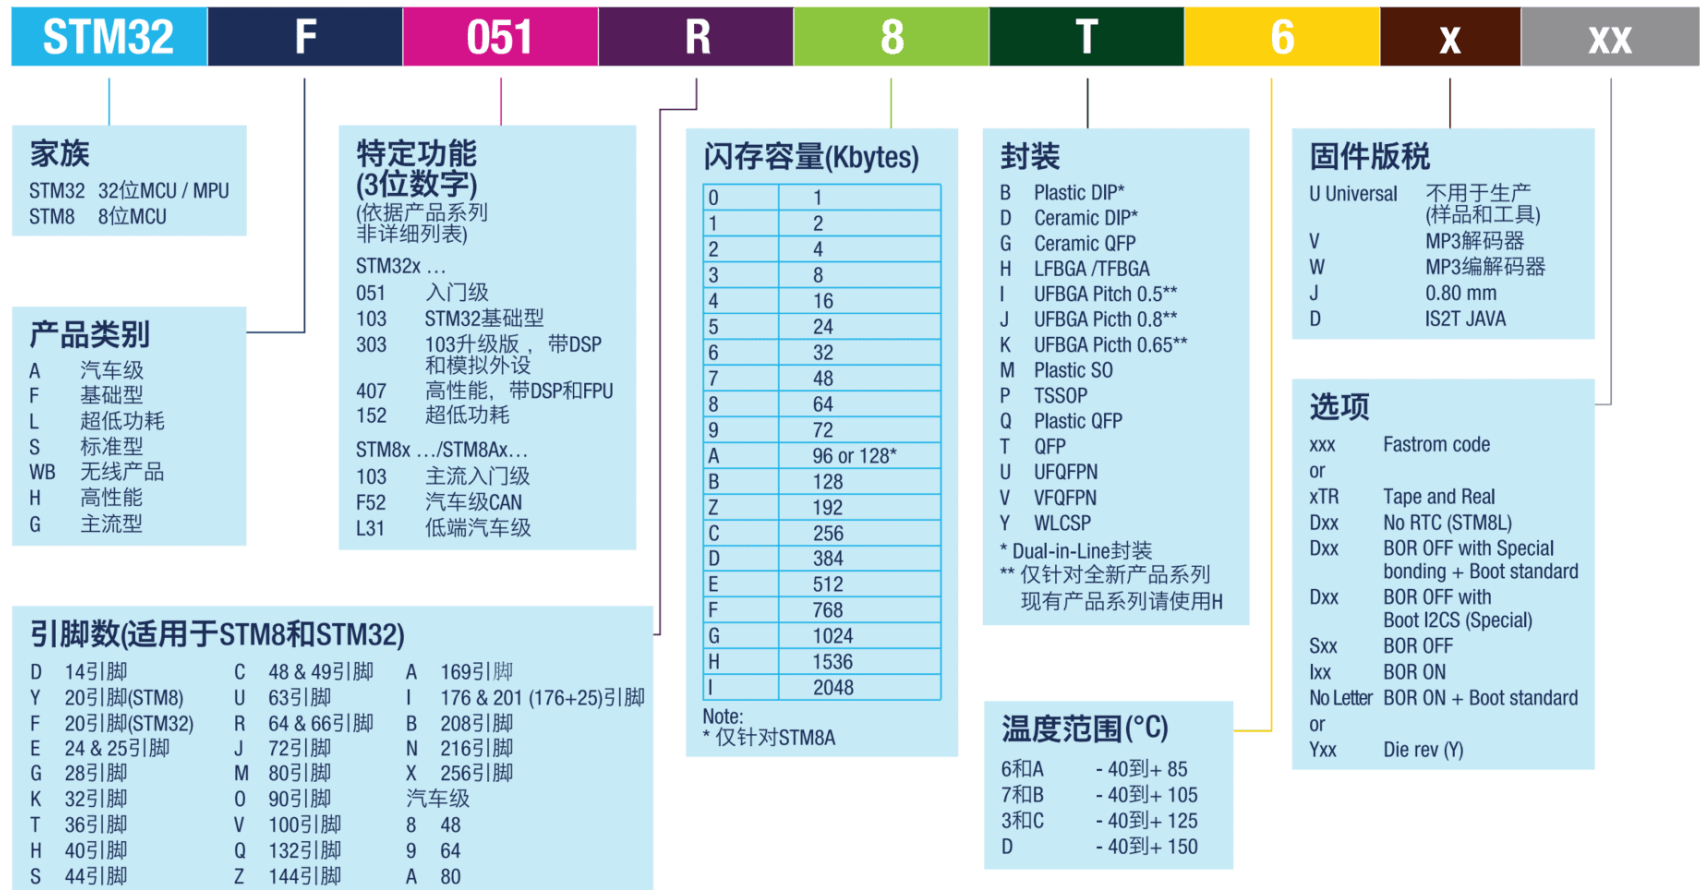 STM32 F 051 R 8 T 6 x xx
家族
STM32 32位MCU / MPU
STM8 8位MCU
产品类别
A 汽车级
F 基础型
L 超低功耗
S 标准型
WB 无线产品
H 高性能
G 主流型
特定功能
(3位数字)
(依据产品系列
非详细列表)
STM32x ...
051 入门级
103 STM32基础型
303 103升级版，带DSP
和模拟外设
407 高性能，带DSP和FPU
152 超低功耗
STM8x .../STM8Ax...
103 主流入门级
F52 汽车级CAN
L31 低端汽车级
引脚数(适用于STM8和STM32)
D 14引脚 C 48 & 49引脚 A 169引脚
Y 20引脚(STM8) U 63引脚 I 176 & 201 (176+25)引脚
F 20引脚(STM32) R 64 & 66引脚 B 208引脚
E 24 & 25引脚 J 72引脚 N 216引脚
G 28引脚 M 80引脚 X 256引脚
K 32引脚 O 90引脚 汽车级
T 36引脚 V 100引脚 8 48
H 40引脚 Q 132引脚 9 64
S 44引脚 Z 144引脚 A 80
闪存容量(Kbytes)
0 1
1 2
2 4
3 8
4 16
5 24
6 32
7 48
8 64
9 72
A 96 or 128*
B 128
Z 192
C 256
D 384
E 512
F 768
G 1024
H 1536
I 2048
Note:
* 仅针对STM8A
封装
B Plastic DIP*
D Ceramic DIP*
G Ceramic QFP
H LFBGA /TFBGA
I UFBGA Pitch 0.5**
J UFBGA Picth 0.8**
K UFBGA Picth 0.65**
M Plastic SO
P TSSOP
Q Plastic QFP
T QFP
U UFQFPN
V VFQFPN
Y WLCSP
* Dual-in-Line封装
** 仅针对全新产品系列
现有产品系列请使用H
温度范围(°C)
6和A - 40到+ 85
7和B - 40到+ 105
3和C - 40到+ 125
D - 40到+ 150
固件版税
U Universal 不用于生产
(样品和工具)
V MP3解码器
W MP3编解码器
J 0.80 mm
D IS2T JAVA
选项
xxx Fastrom code
or
xTR Tape and Real
Dxx No RTC (STM8L)
Dxx BOR OFF with Special
bonding + Boot standard
Dxx BOR OFF with
Boot I2CS (Special)
Sxx BOR OFF
Ixx BOR ON
No Letter BOR ON + Boot standard
or
Yxx Die rev (Y)